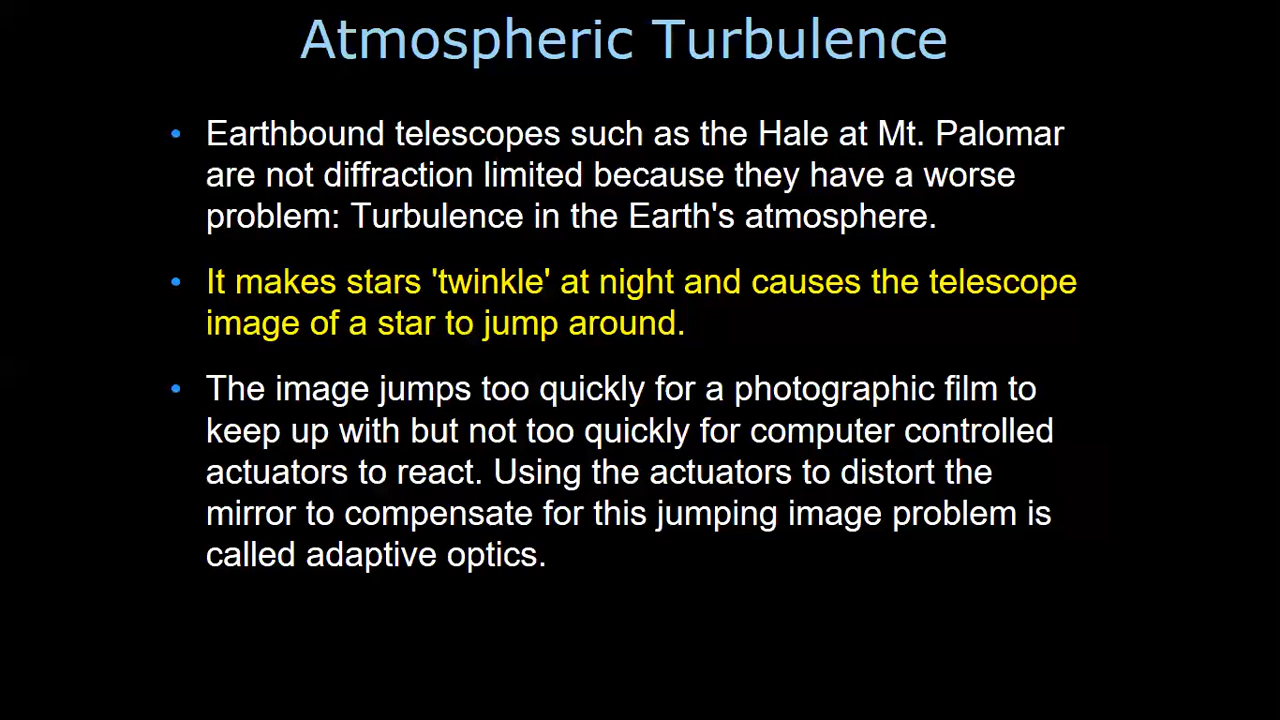 Atmospheric Turbulence
• Earthbound telescopes such as the Hale at Mt. Palomar
are not diffraction limited because they have a worse
problem: Turbulence in the Earth's atmosphere.
• It makes stars 'twinkle' at night and causes the telescope
image of a star to jump around.
• The image jumps too quickly for a photographic film to
keep up with but not too quickly for computer controlled
actuators to react. Using the actuators to distort the
mirror to compensate for this jumping image problem is
called adaptive optics.